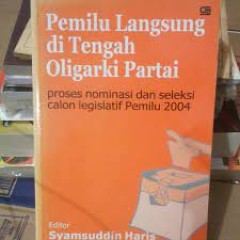 Pemilu Langsung
di Tengah
Oligarki Partai
proses nominasi dan seleksi
calon legislatif Pemilu 2004
Editor
Syamsuddin Haris